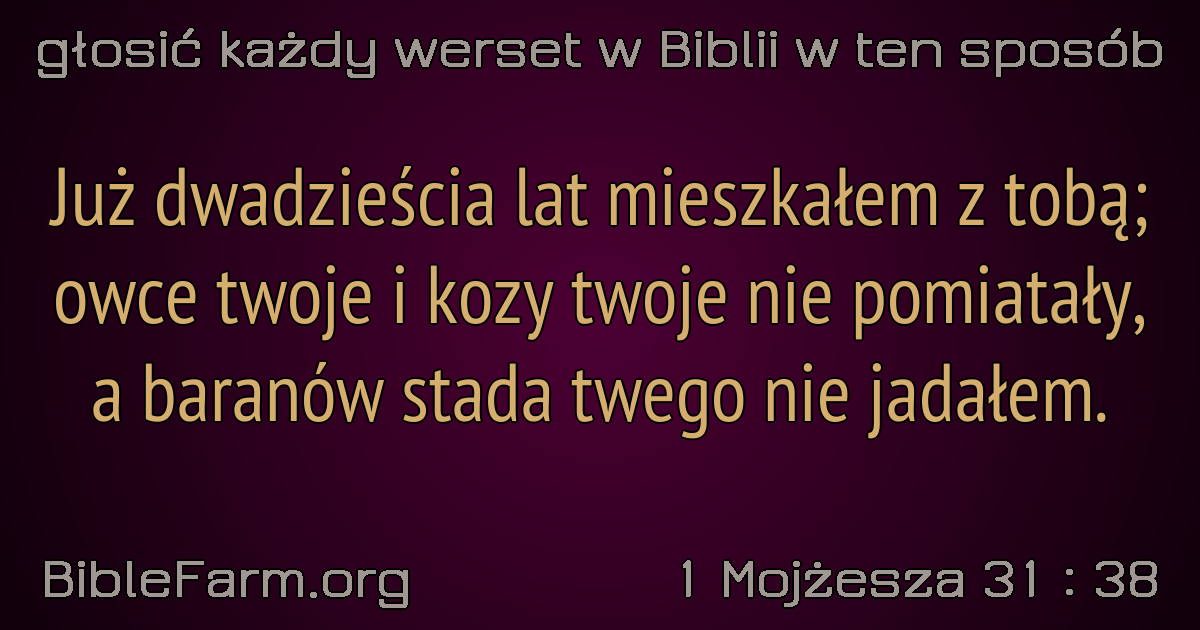 głosić każdy werset w Biblii w ten sposób
Już dwadzieścia lat mieszkałem z tobą;
owce twoje i kozy twoje nie pomiatały,
a baranów stada twego nie jadałem.
BibleFarm.org
1 Mojżesza 31 : 38